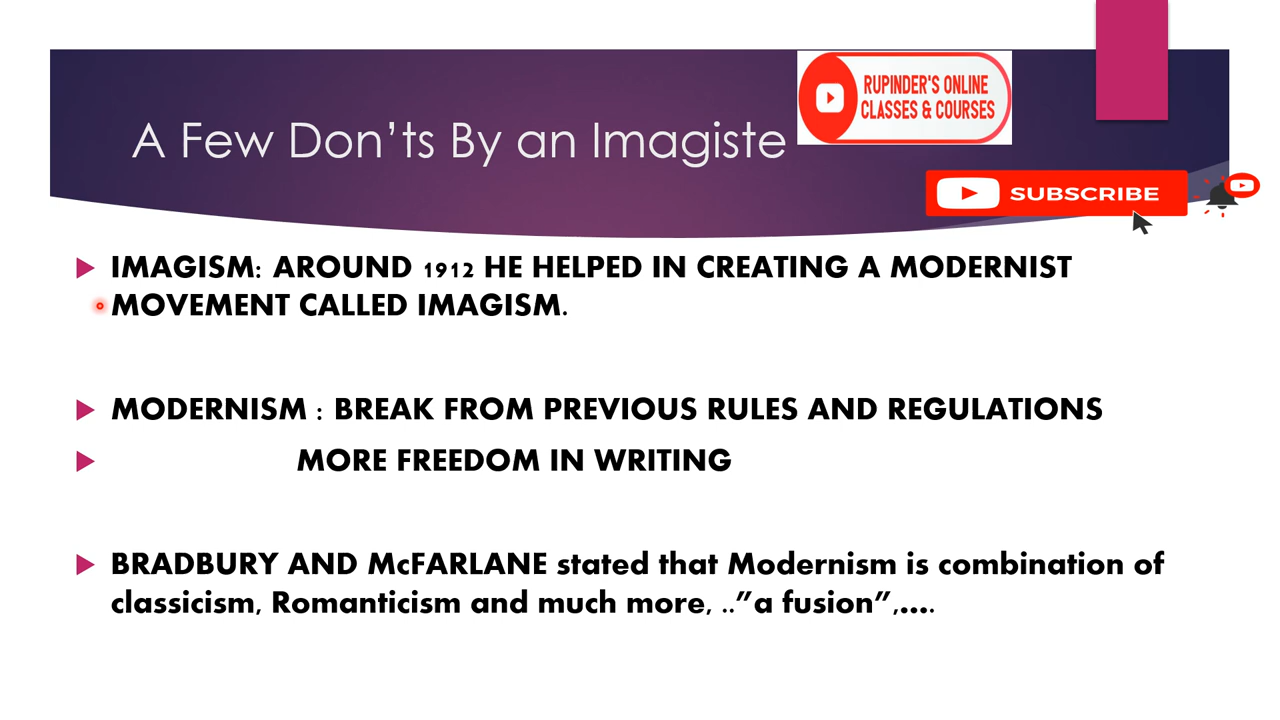 RUPINDER'S ONLINE
CLASSES & COURSES
A Few Don’ts By an Imagiste
SUBSCRIBE
IMAGISM: AROUND 1912 HE HELPED IN CREATING A MODERNIST
MOVEMENT CALLED IMAGISM.
MODERNISM : BREAK FROM PREVIOUS RULES AND REGULATIONS
MORE FREEDOM IN WRITING
BRADBURY AND McFARLANE stated that Modernism is combination of
classicism, Romanticism and much more, ..”a fusion”,....